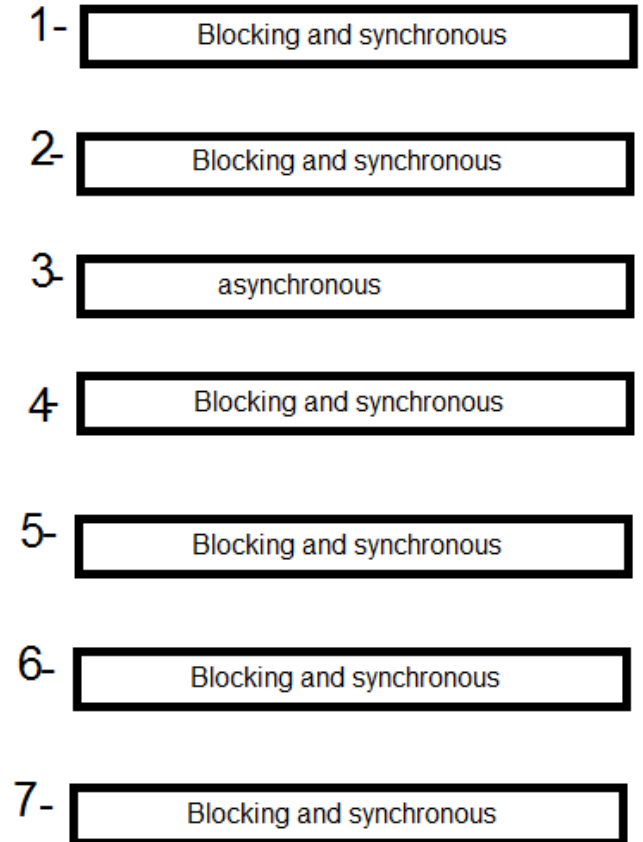 1- Blocking and synchronous
2- Blocking and synchronous
3- asynchronous
4- Blocking and synchronous
5- Blocking and synchronous
6- Blocking and synchronous
7- Blocking and synchronous